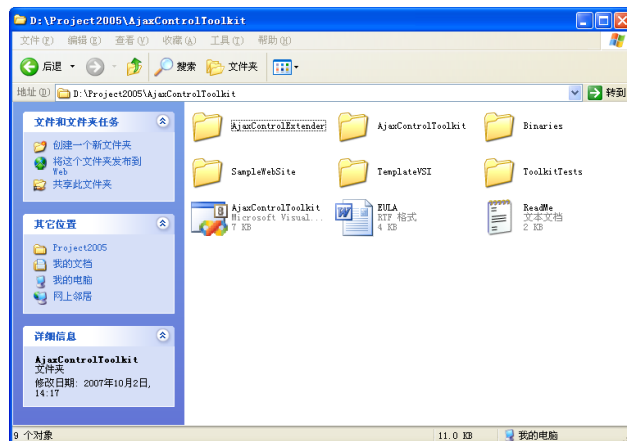 D:\Project2005\AjaxControlToolkit
文件(F) 编辑(E) 查看(V) 收藏(A) 工具(T) 帮助(H)
后退 搜索 文件夹
地址(D) D:\Project2005\AjaxControlToolkit 转到
文件和文件夹任务
创建一个新文件夹
将这个文件夹发布到
Web
共享此文件夹
其它位置
Project2005
我的文档
我的电脑
网上邻居
详细信息
AjaxControlToolkit
文件夹
修改日期: 2007年10月2日,
14:17
AjaxControlExtender AjaxControlToolkit Binaries
SampleWebSite TemplateVSI ToolkitTests
AjaxControlToolkit
Microsoft Visual...
7 KB
EULA
RTF 格式
4 KB
ReadMe
文本文档
2 KB
9 个对象 11.0 KB 我的电脑